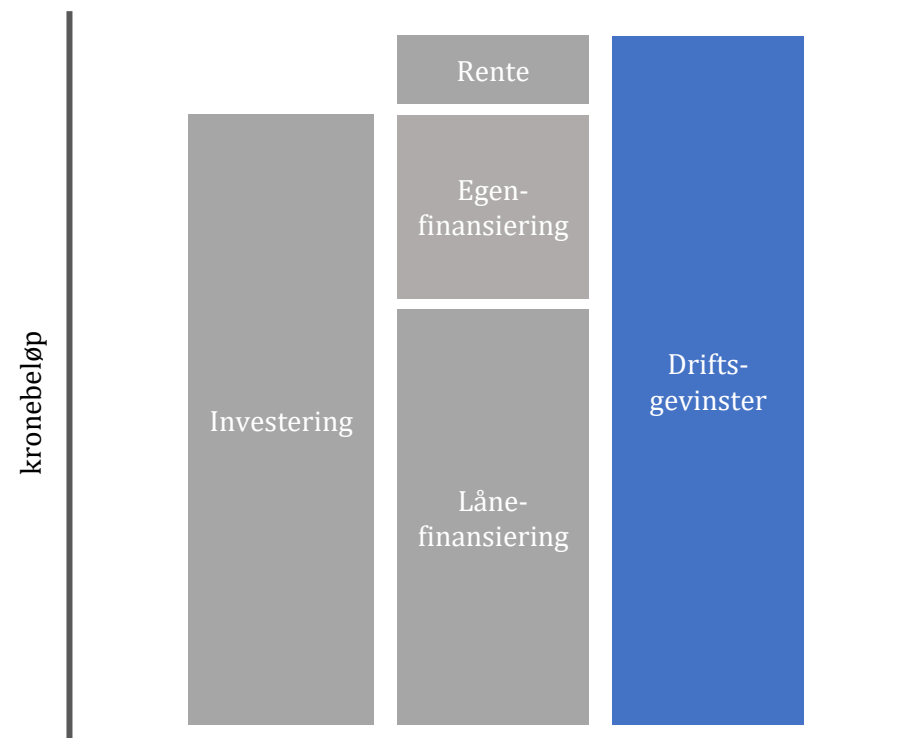 kronebeløp
Investering
Rente
Egen-
finansiering
Låne-
finansiering
Drifts-
gevinster